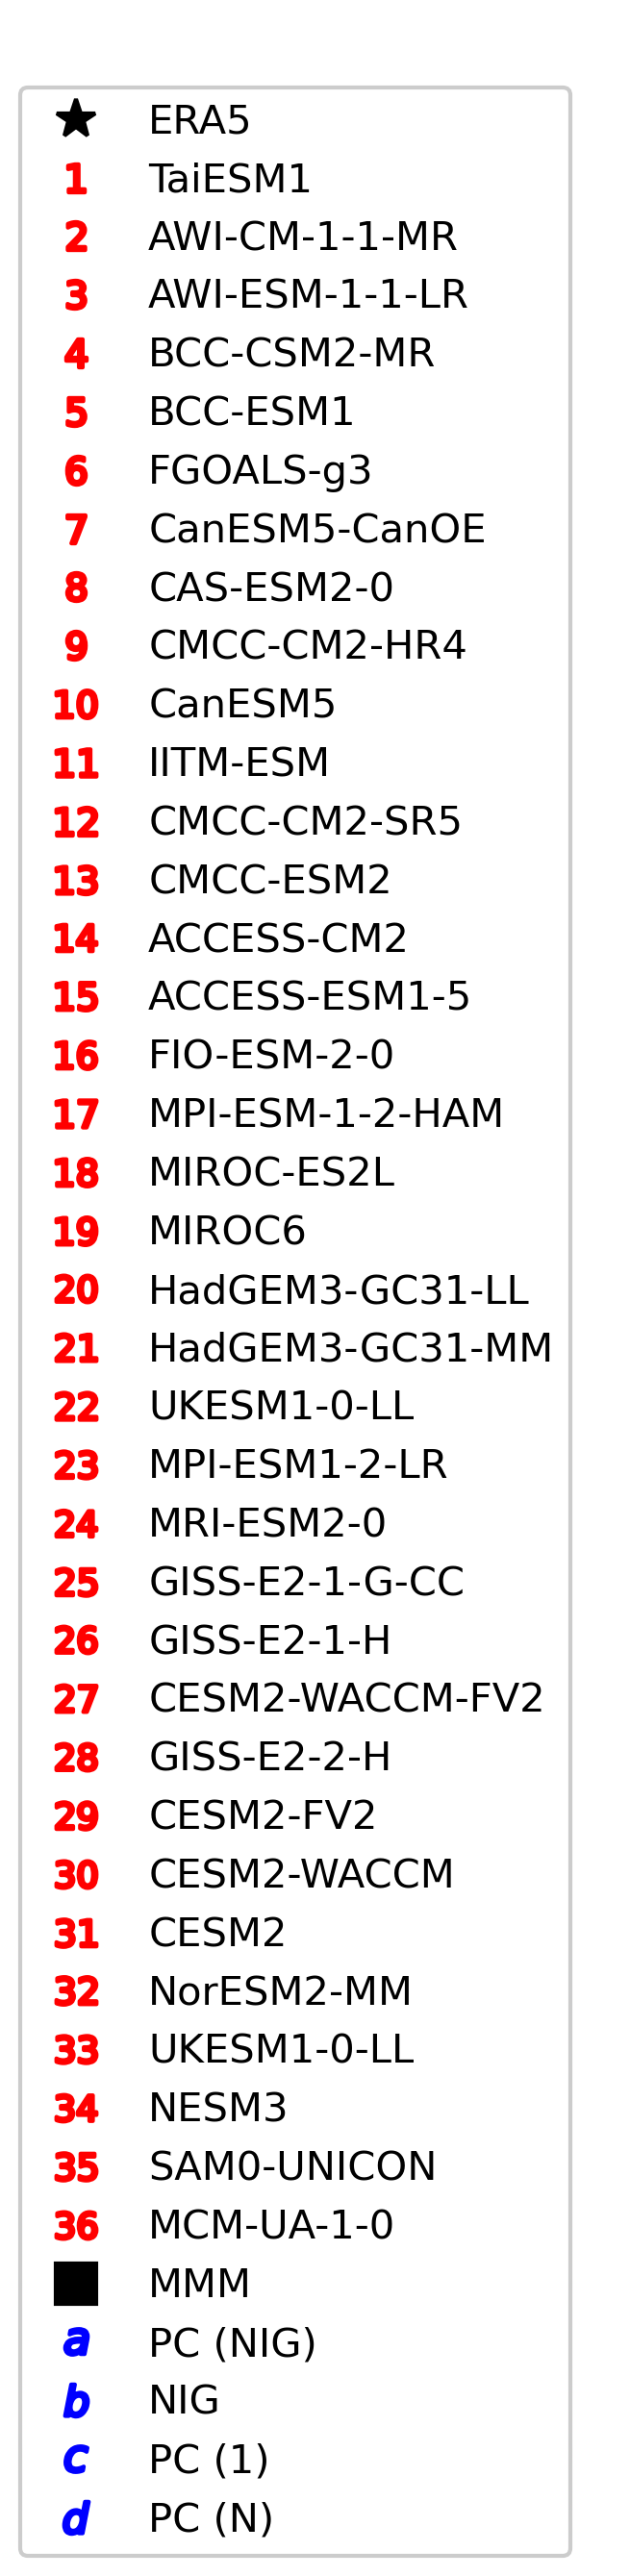 ★ ERA5
1 TaiESM1
2 AWI-CM-1-1-MR
3 AWI-ESM-1-1-LR
4 BCC-CSM2-MR
5 BCC-ESM1
6 FGOALS-g3
7 CanESM5-CanOE
8 CAS-ESM2-0
9 CMCC-CM2-HR4
10 CanESM5
11 IITM-ESM
12 CMCC-CM2-SR5
13 CMCC-ESM2
14 ACCESS-CM2
15 ACCESS-ESM1-5
16 FIO-ESM-2-0
17 MPI-ESM-1-2-HAM
18 MIROC-ES2L
19 MIROC6
20 HadGEM3-GC31-LL
21 HadGEM3-GC31-MM
22 UKESM1-0-LL
23 MPI-ESM1-2-LR
24 MRI-ESM2-0
25 GISS-E2-1-G-CC
26 GISS-E2-1-H
27 CESM2-WACCM-FV2
28 GISS-E2-2-H
29 CESM2-FV2
30 CESM2-WACCM
31 CESM2
32 NorESM2-MM
33 UKESM1-0-LL
34 NESM3
35 SAM0-UNICON
36 MCM-UA-1-0
■ MMM
a PC (NIG)
b NIG
c PC (1)
d PC (N)